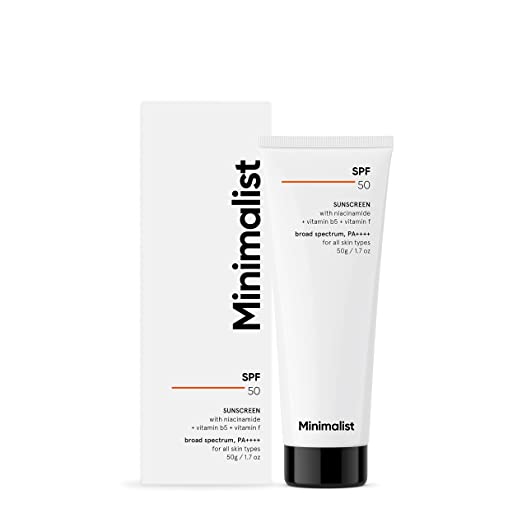 Minimalist
SPF
50
SUNSCREEN
with niacinamide
+ vitamin b5 + vitamin f
broad spectrum, PA++++
for all skin types
50g / 1.7 oz
SPF
50
SUNSCREEN
with niacinamide
+ vitamin b5 + vitamin f
broad spectrum, PA++++
for all skin types
50g / 1.7 oz
Minimalist